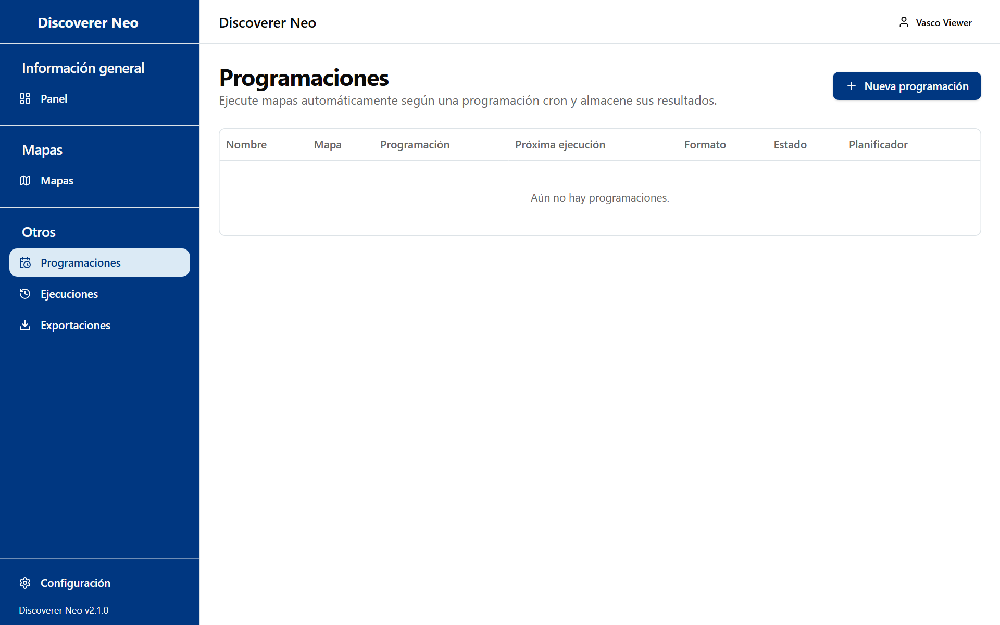 Discoverer Neo
Información general
Panel
Mapas
Mapas
Otros
Programaciones
Ejecuciones
Exportaciones
Configuración
Discoverer Neo v2.1.0
Discoverer Neo
Vasco Viewer
Programaciones
Ejecute mapas automáticamente según una programación cron y almacene sus resultados.
Nueva programación
Nombre Mapa Programación Próxima ejecución Formato Estado Planificador
Aún no hay programaciones.